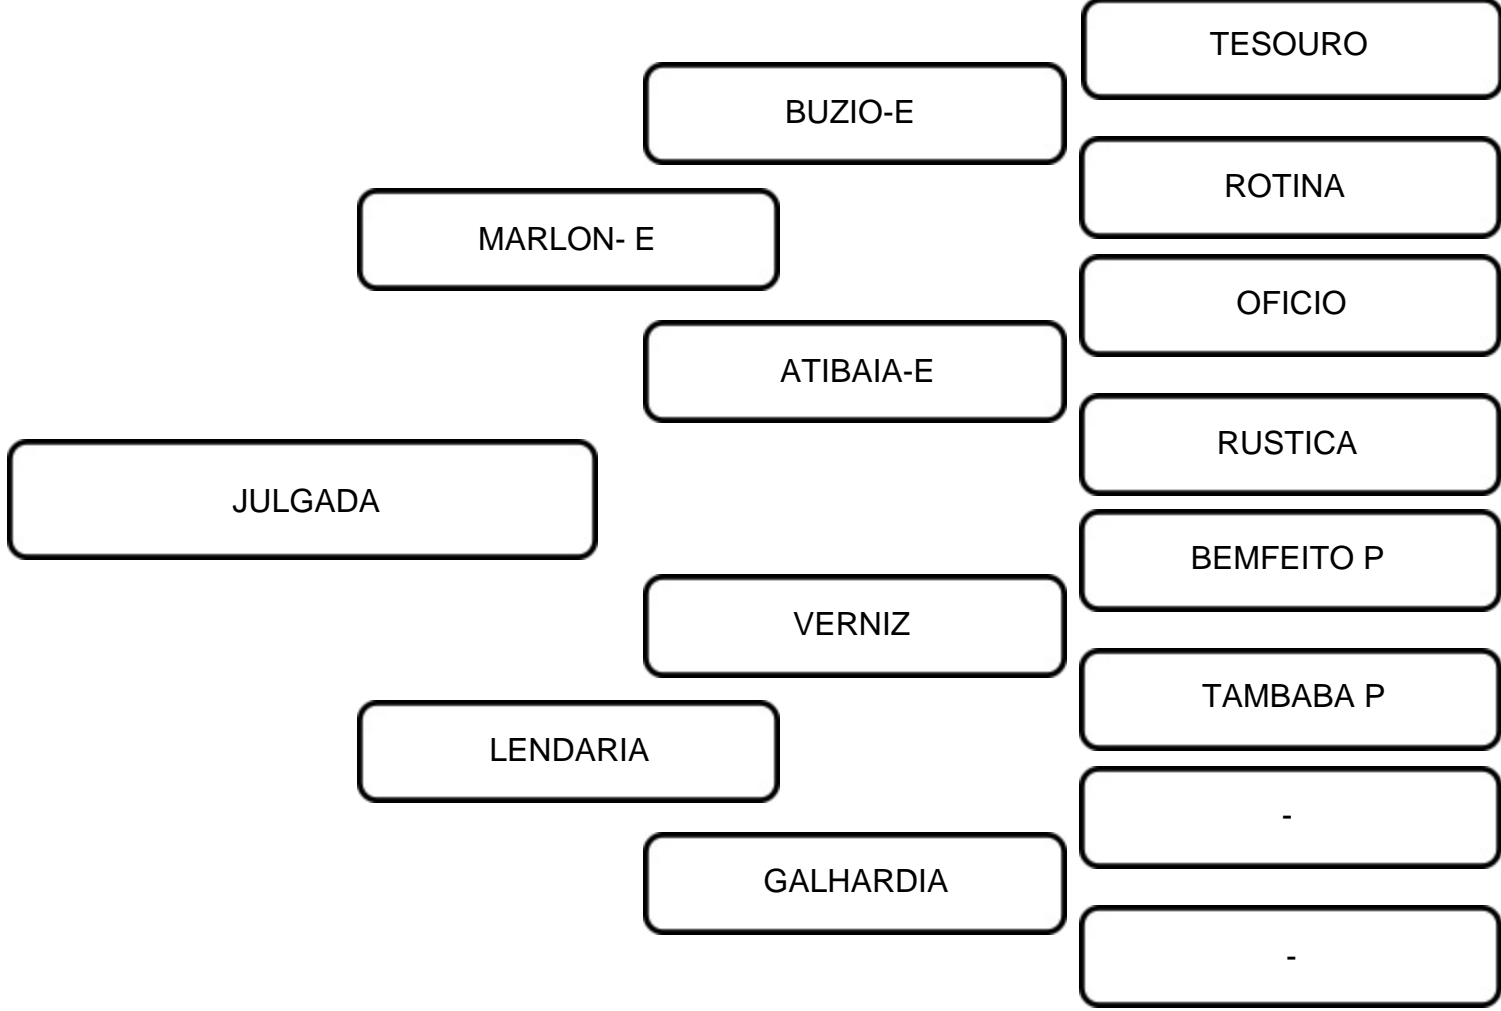 TESOURO
BUZIO-E
ROTINA
MARLON- E
OFICIO
ATIBAIA-E
RUSTICA
JULGADA
BEMFEITO P
VERNIZ
TAMBABA P
LENDARIA
-
GALHARDIA
-